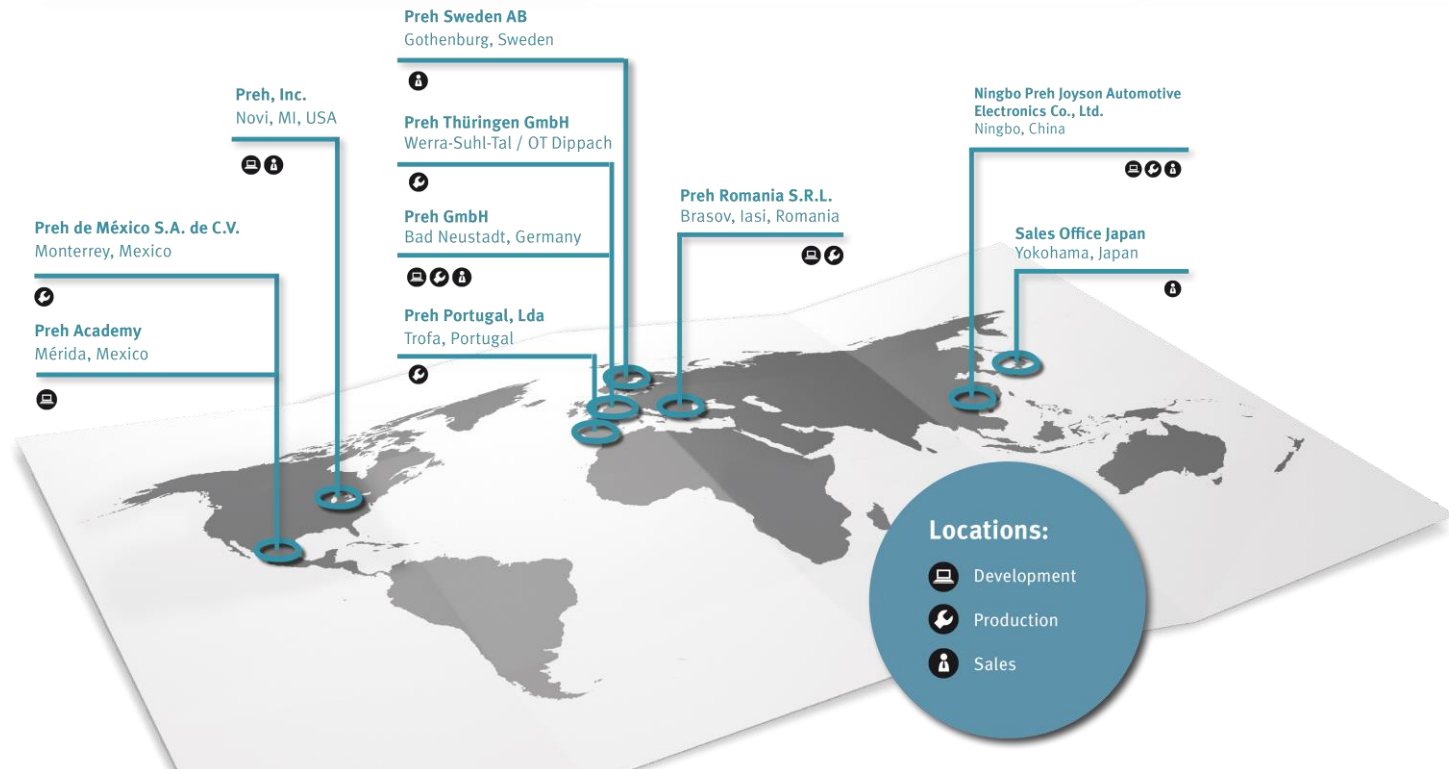 Preh Sweden AB
Gothenburg, Sweden
Preh, Inc.
Novi, MI, USA
Preh Thüringen GmbH
Werra-Suhl-Tal / OT Dippach
Ningbo Preh Joyson Automotive
Electronics Co., Ltd.
Ningbo, China
Preh de México S.A. de C.V.
Monterrey, Mexico
Preh GmbH
Bad Neustadt, Germany
Preh Romania S.R.L.
Brasov, Iasi, Romania
Sales Office Japan
Yokohama, Japan
Preh Academy
Mérida, Mexico
Preh Portugal, Lda
Trofa, Portugal
Locations:
Development
Production
Sales